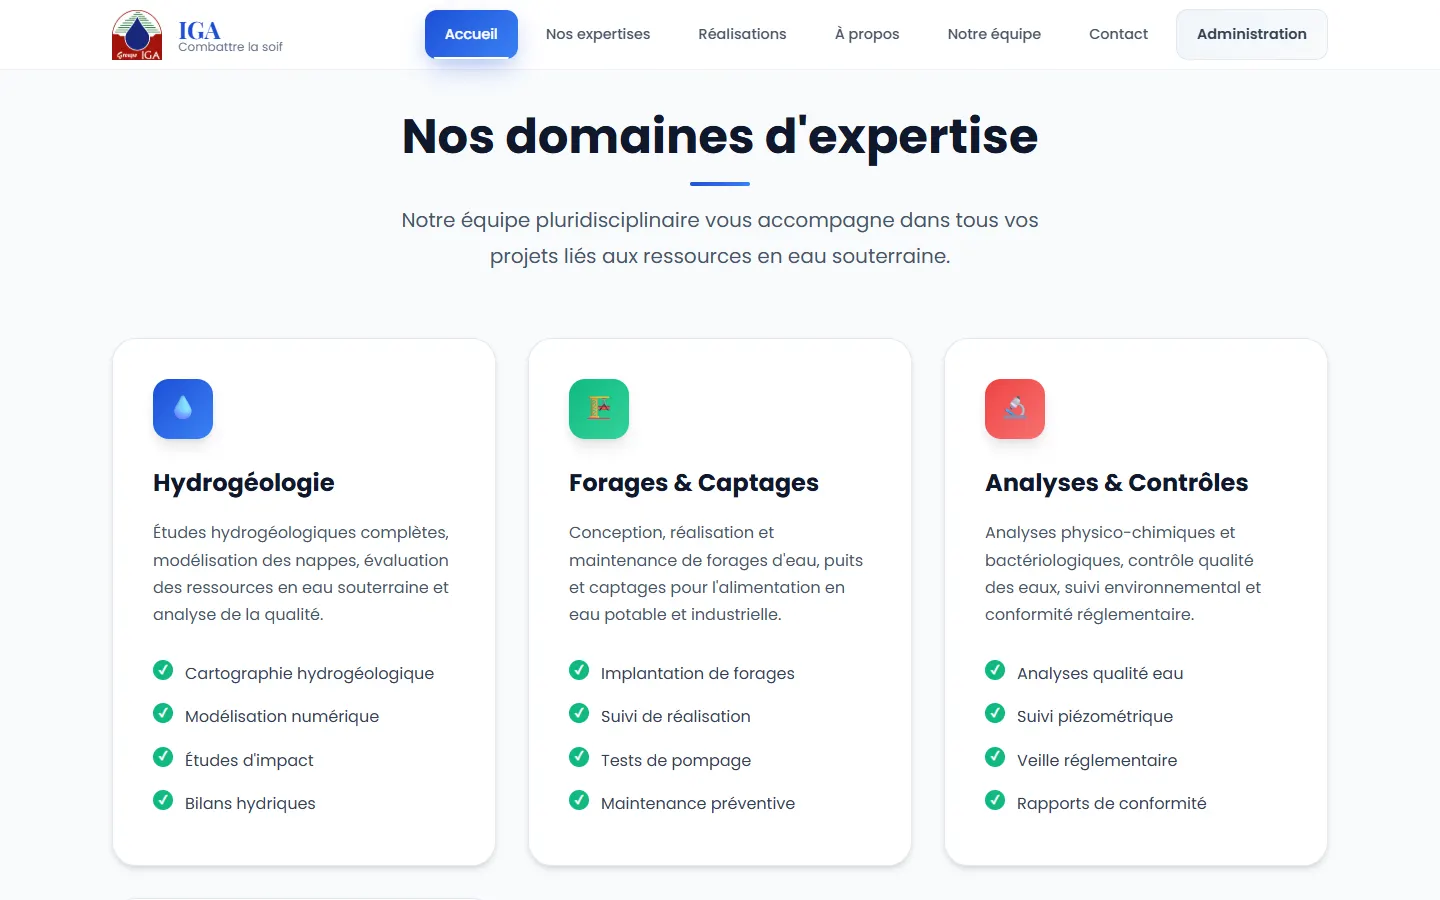 Groupe IGA
IGA
Combattre la soif
Accueil
Nos expertises
Réalisations
À propos
Notre équipe
Contact
Administration
Nos domaines d'expertise
Notre équipe pluridisciplinaire vous accompagne dans tous vos
projets liés aux ressources en eau souterraine.
Hydrogéologie
Études hydrogéologiques complètes,
modélisation des nappes, évaluation
des ressources en eau souterraine et
analyse de la qualité.
Cartographie hydrogéologique
Modélisation numérique
Études d'impact
Bilans hydriques
Forages & Captages
Conception, réalisation et
maintenance de forages d'eau, puits
et captages pour l'alimentation en
eau potable et industrielle.
Implantation de forages
Suivi de réalisation
Tests de pompage
Maintenance préventive
Analyses & Contrôles
Analyses physico-chimiques et
bactériologiques, contrôle qualité
des eaux, suivi environnemental et
conformité réglementaire.
Analyses qualité eau
Suivi piézométrique
Veille réglementaire
Rapports de conformité